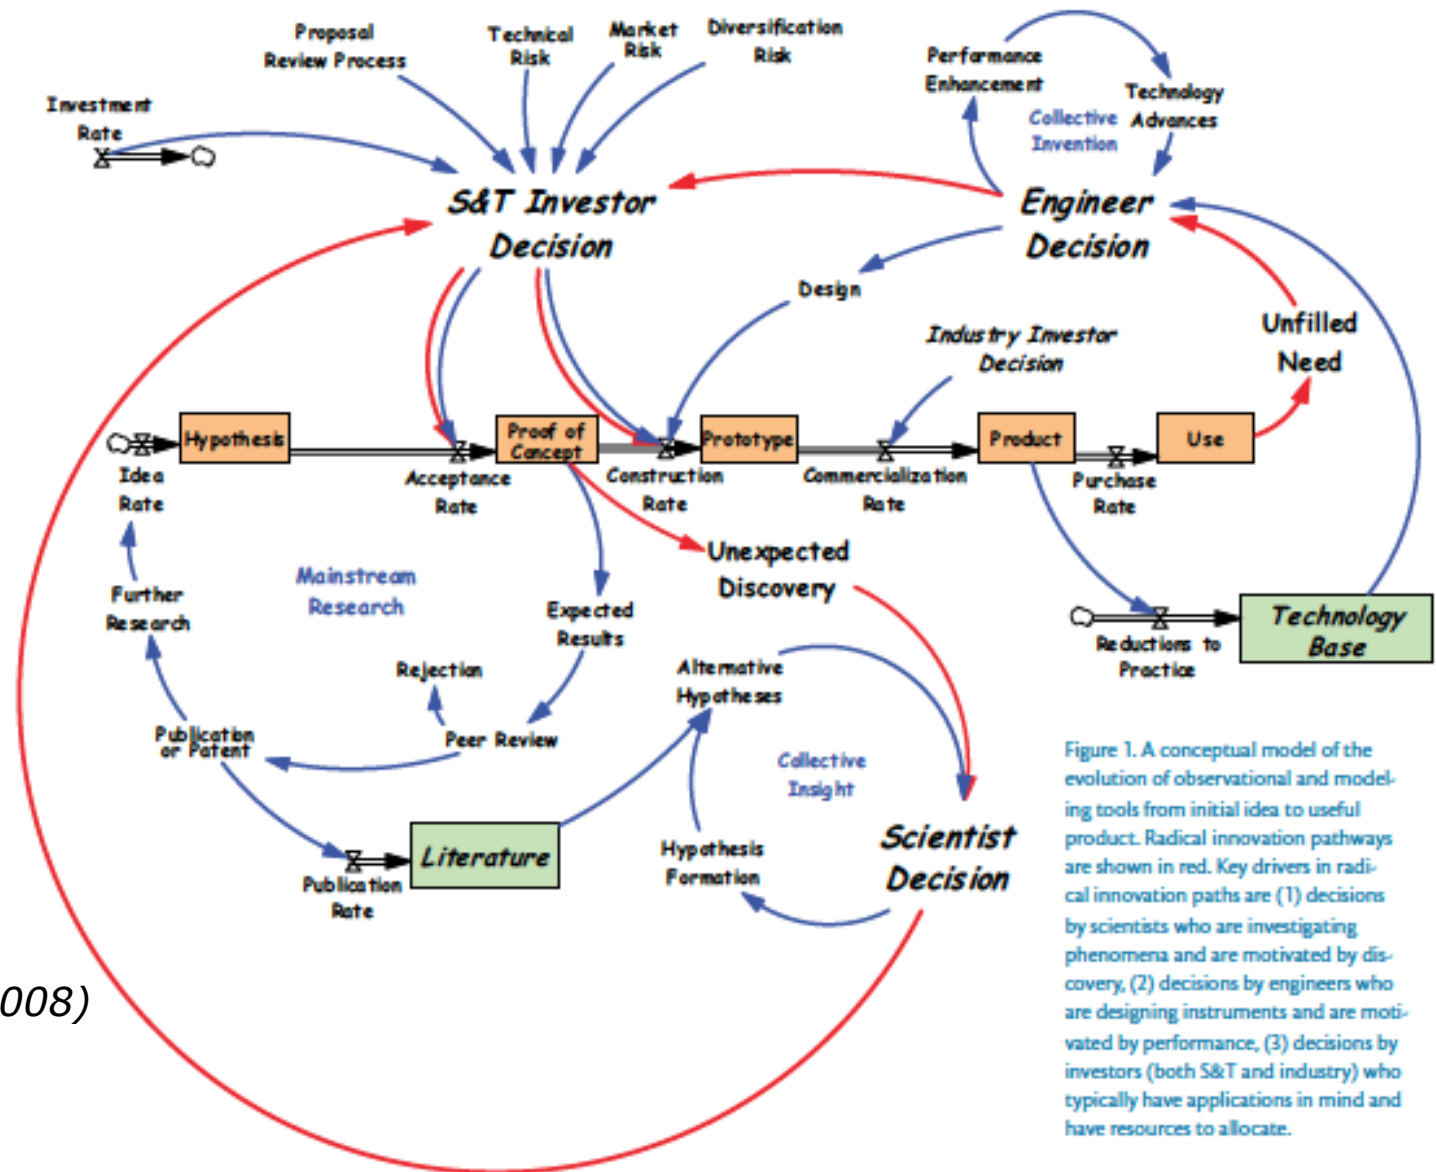 Proposal
Review Process
Technical
Risk
Market
Risk
Diversification
Risk
Performance
Enhancement
Technology
Advances
Collective
Invention
Investment
Rate
S&T Investor
Decision
Engineer
Decision
Design
Industry Investor
Decision
Unfilled
Need
Hypothesis
Proof of
Concept
Prototype
Product
Use
Idea
Rate
Acceptance
Rate
Construction
Rate
Commercialization
Rate
Purchase
Rate
Unexpected
Discovery
Mainstream
Research
Further
Research
Expected
Results
Technology
Base
Reductions to
Practice
Rejection
Alternative
Hypotheses
Publication
or Patent
Peer Review
Collective
Insight
Literature
Publication
Rate
Hypothesis
Formation
Scientist
Decision
008)
Figure 1. A conceptual model of the
evolution of observational and model-
ing tools from initial idea to useful
product. Radical innovation pathways
are shown in red. Key drivers in radi-
cal innovation paths are (1) decisions
by scientists who are investigating
phenomena and are motivated by dis-
covery, (2) decisions by engineers who
are designing instruments and are moti-
vated by performance, (3) decisions by
investors (both S&T and industry) who
typically have applications in mind and
have resources to allocate.